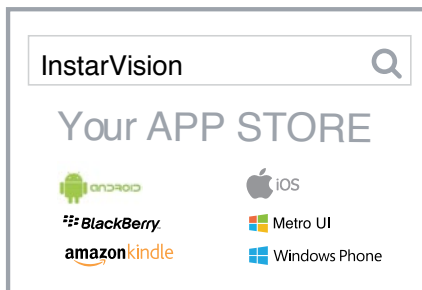 InstarVision
Your APP STORE
android iOS
BlackBerry. Metro UI
amazonkindle Windows Phone